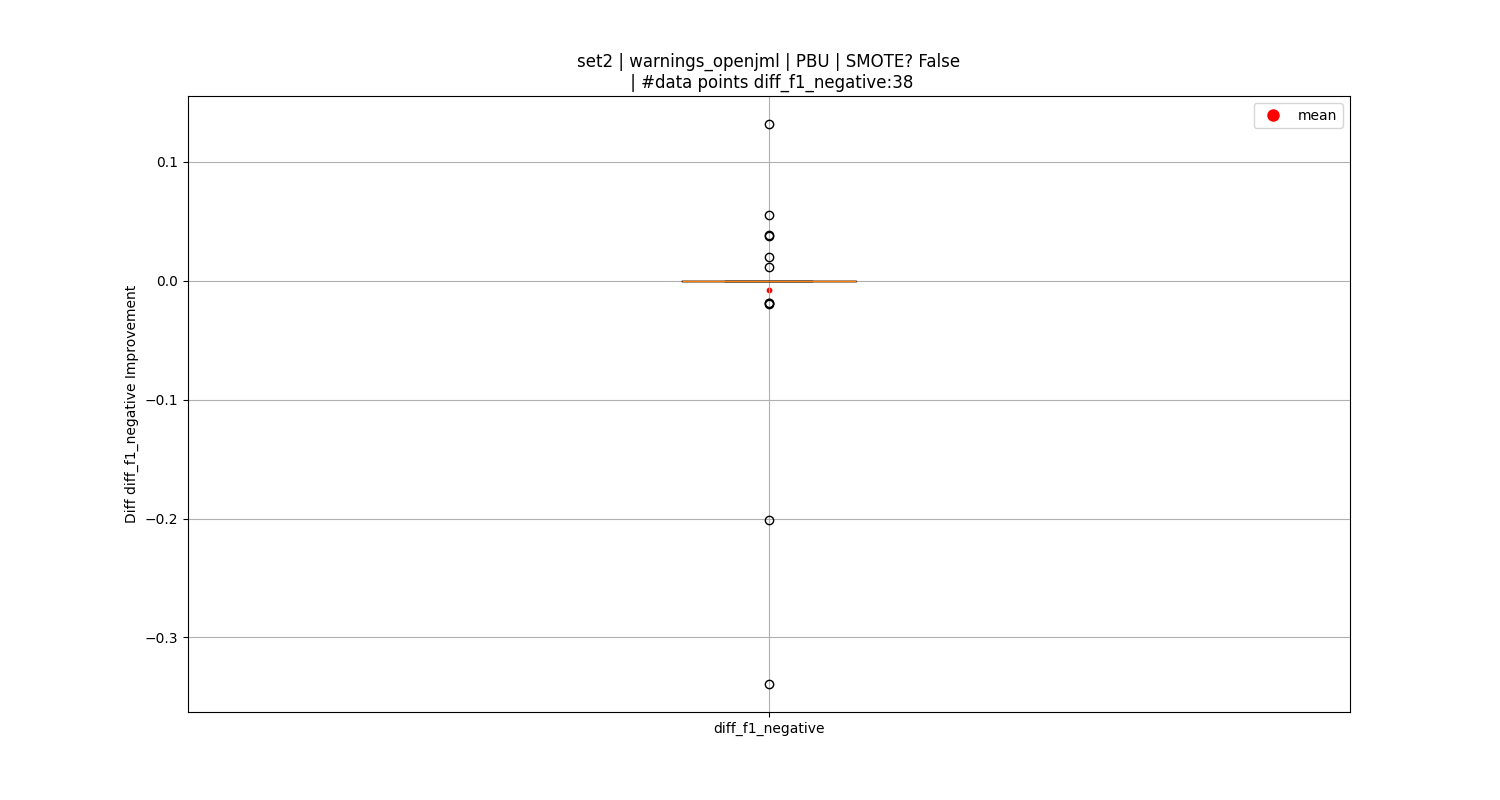 set2 | warnings_openjml | PBU | SMOTE? False
| #data points diff_f1_negative:38
mean
0.1
0.0
−0.1
−0.2
−0.3
Diff diff_f1_negative Improvement
diff_f1_negative